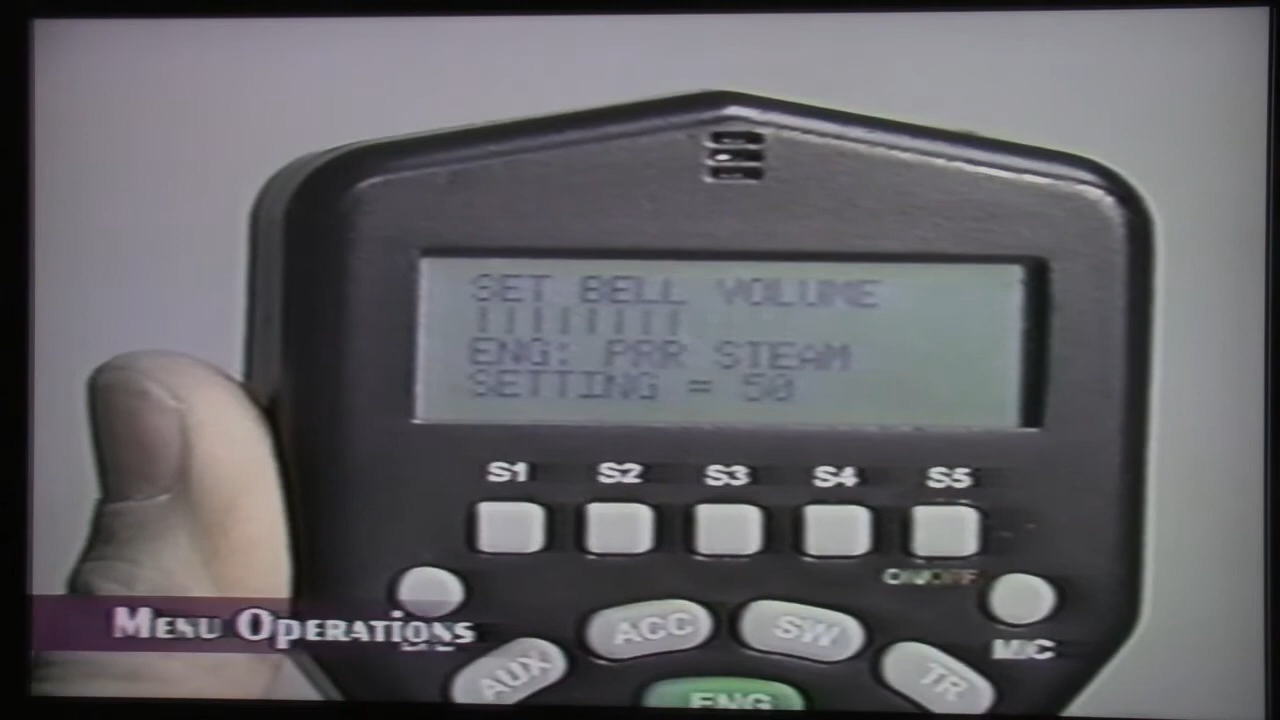 SET BELL VOLUME
||||||||
ENG: PRR STEAM
SETTING = 50
S1 S2 S3 S4 S5
ON/OFF
MENU OPERATIONS
ACC SW
MIC
AUX TR
ENG